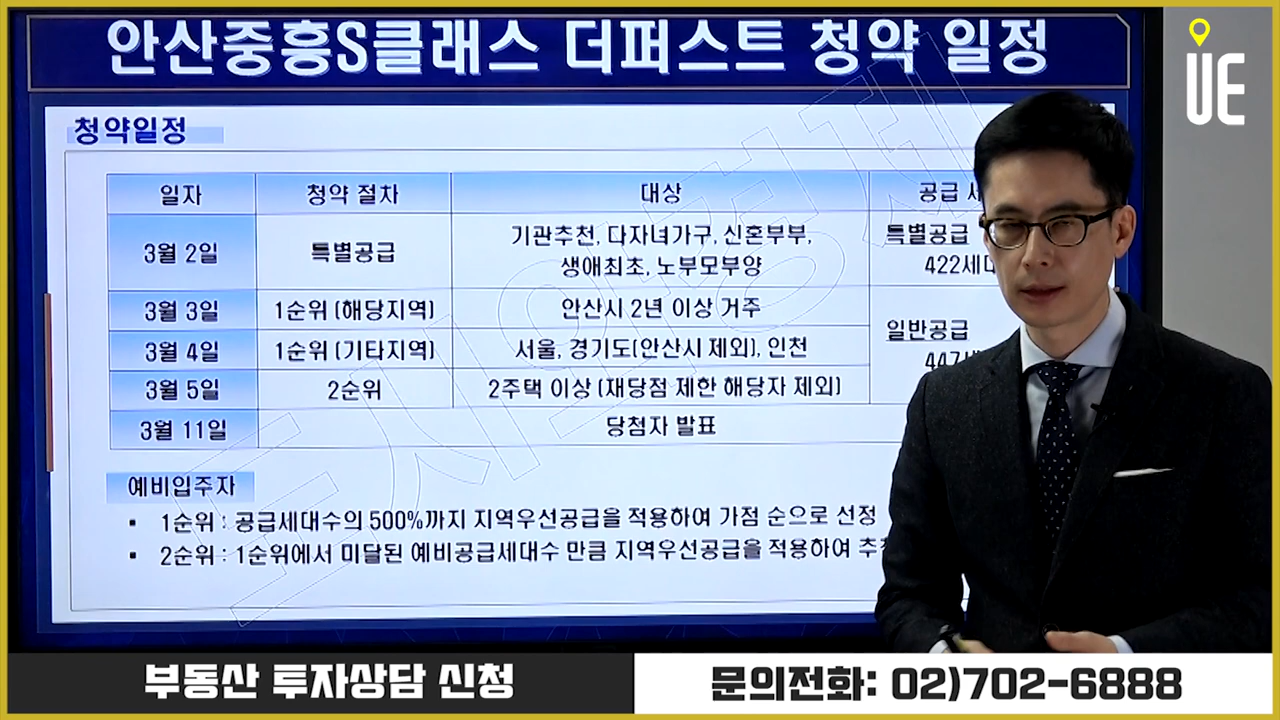 안산중흥S클래스 더퍼스트 청약 일정
UE
청약일정
일자 청약 절차 대상 공급
3월 2일 특별공급 기관추천, 다자녀가구, 신혼부부, 생애최초, 노부모부양 특별공급 422세대
3월 3일 1순위 (해당지역) 안산시 2년 이상 거주 일반공급
3월 4일 1순위 (기타지역) 서울, 경기도(안산시 제외), 인천
3월 5일 2순위 2주택 이상 (재당점 제한 해당자 제외)
3월 11일 당첨자 발표
예비입주자
▪ 1순위 : 공급세대수의 500%까지 지역우선공급을 적용하여 가점 순으로 선정
▪ 2순위 : 1순위에서 미달된 예비공급세대수 만큼 지역우선공급을 적용하여
부동산 투자상담 신청
문의전화: 02)702-6888